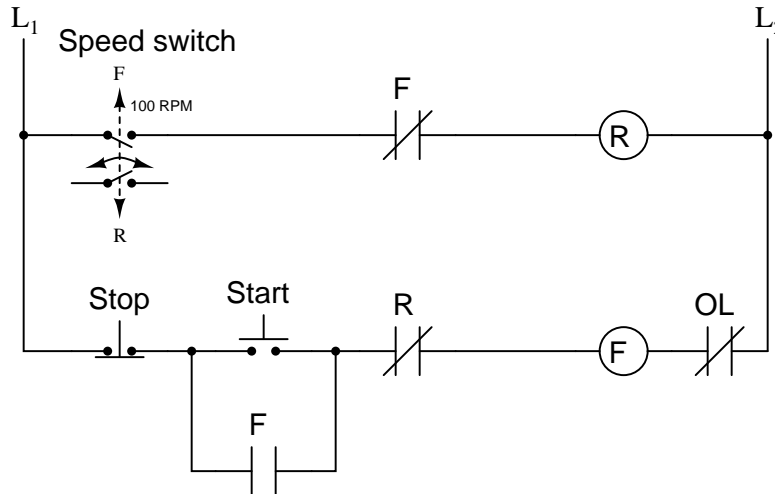 L1 L2
Speed switch
F
100 RPM
F
R
R
Stop
Start
R
OL
F
F